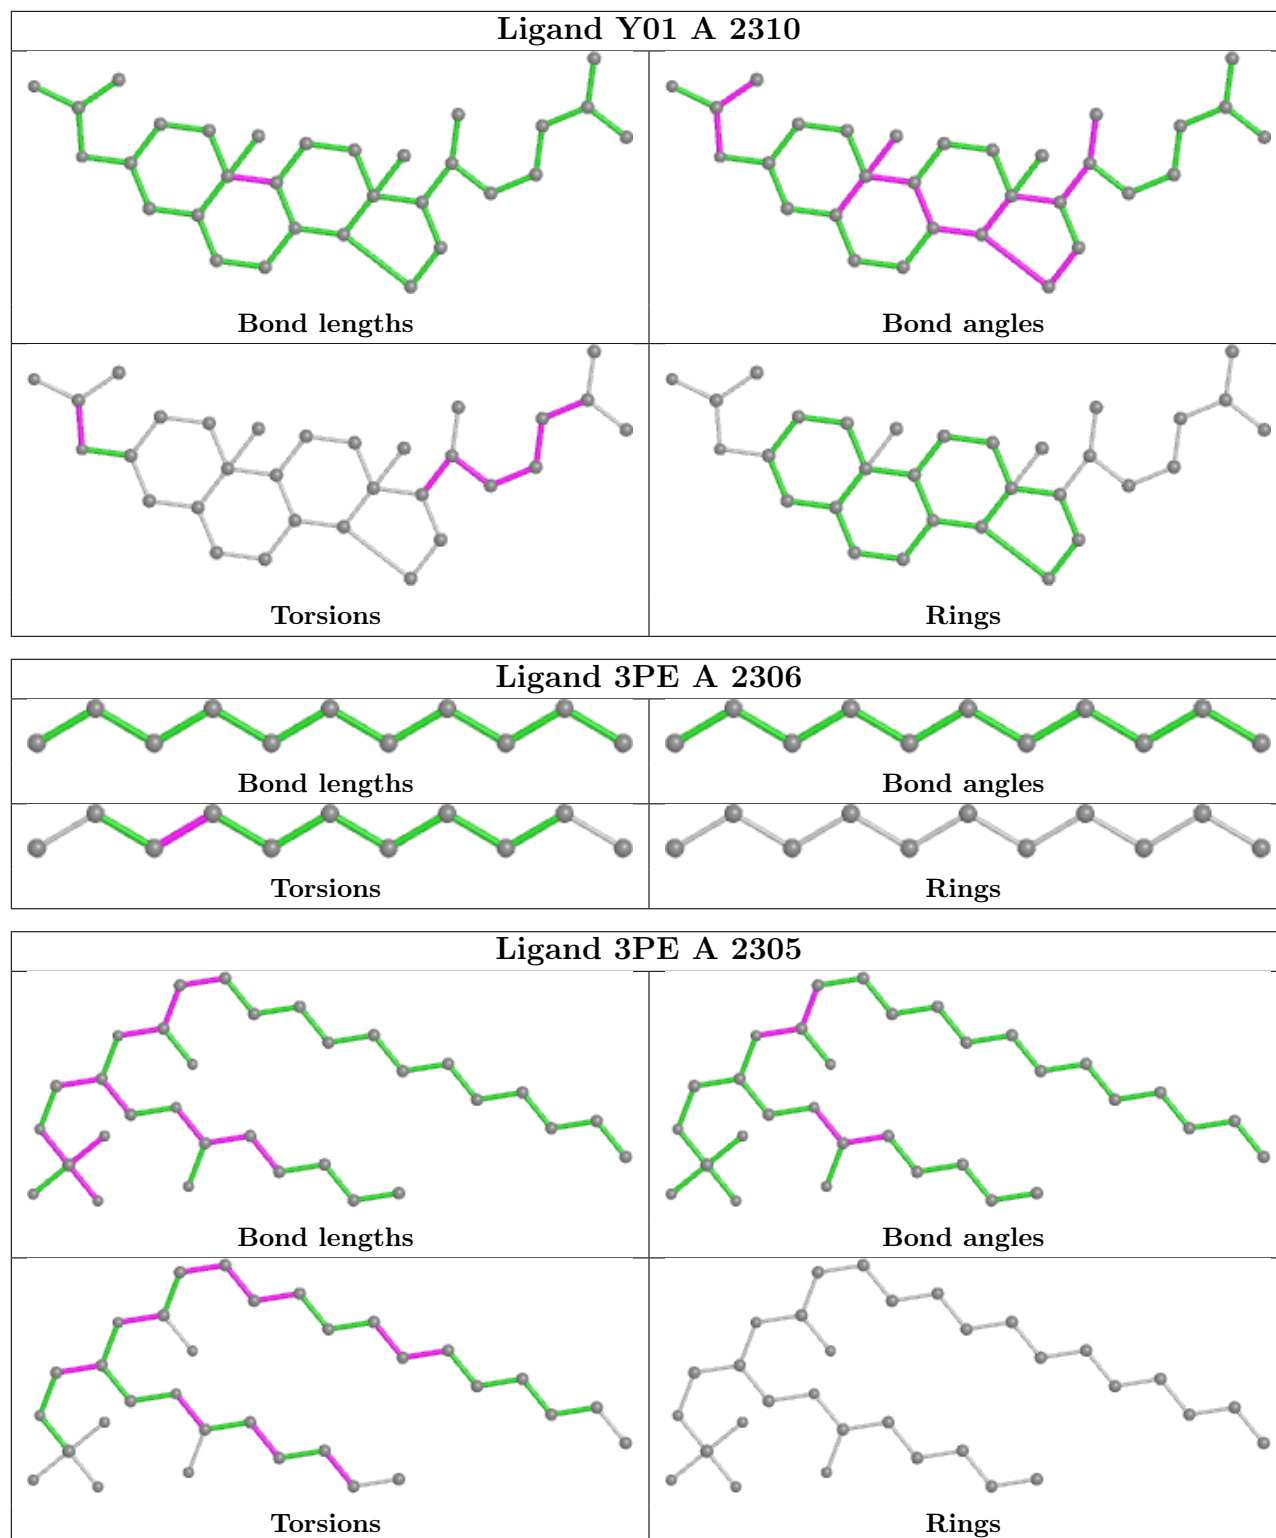 Ligand Y01 A 2310
Bond lengths
Bond angles
Torsions
Rings
Ligand 3PE A 2306
Bond lengths
Bond angles
Torsions
Rings
Ligand 3PE A 2305
Bond lengths
Bond angles
Torsions
Rings